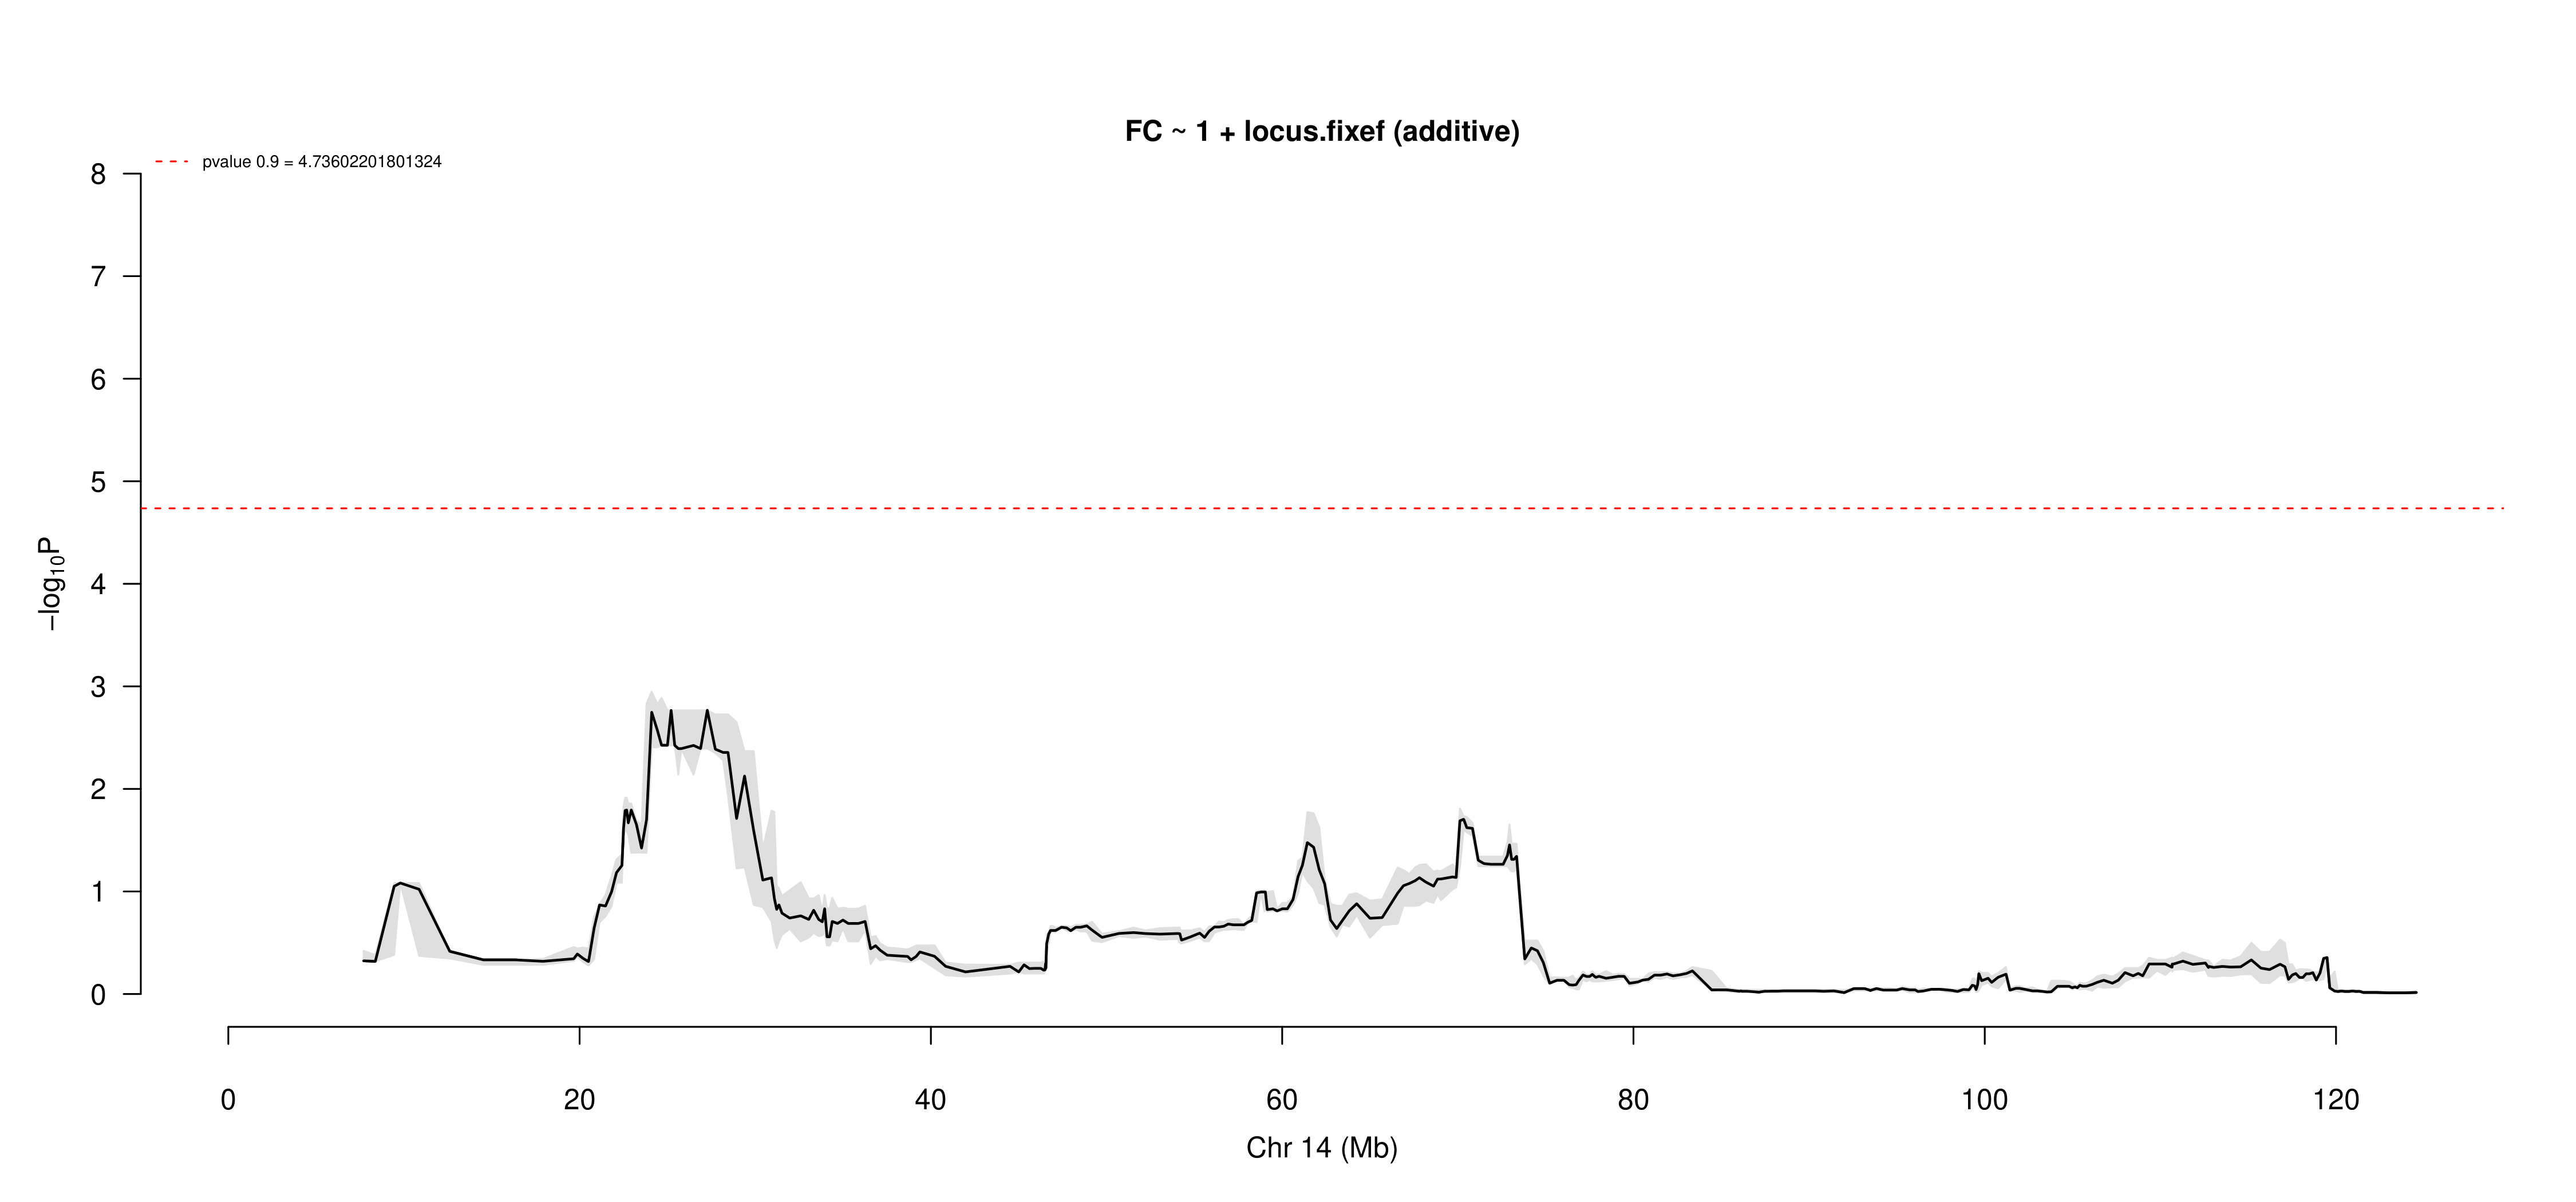 FC ~ 1 + locus.fixef (additive)
pvalue 0.9 = 4.73602201801324
8
7
6
5
4
3
2
1
0
−log10P
0 20 40 60 80 100 120
Chr 14 (Mb)